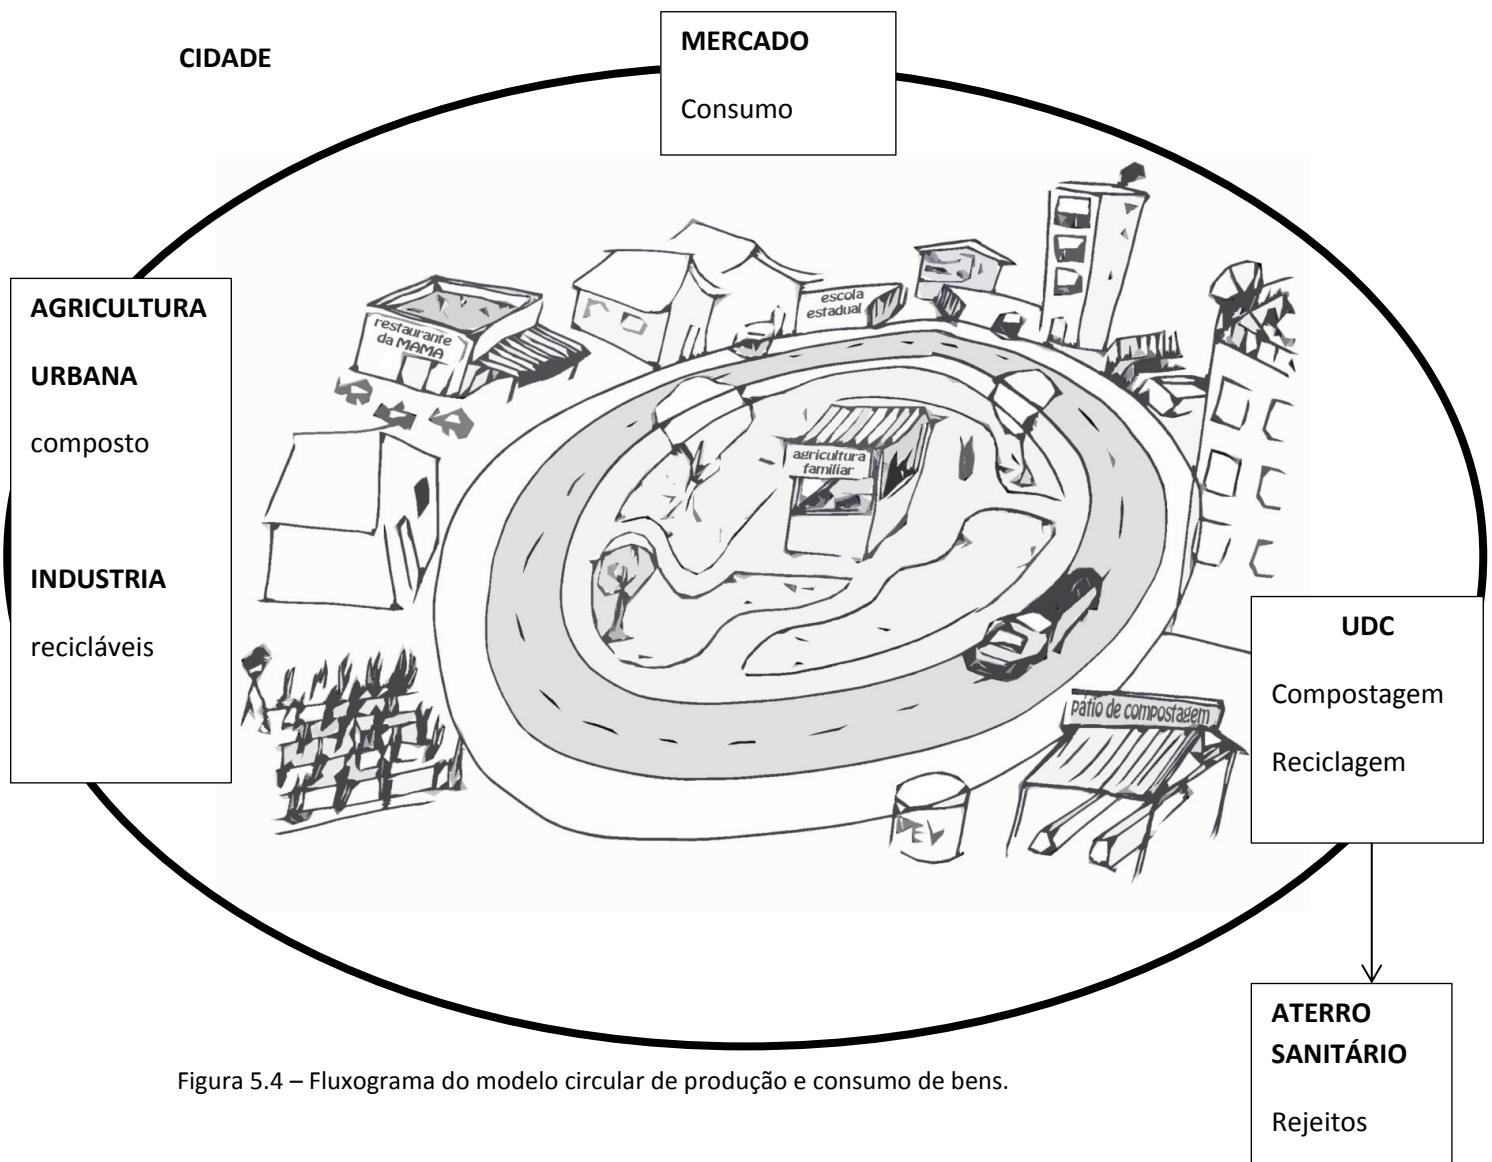 CIDADE
MERCADO
Consumo
AGRICULTURA
URBANA
composto
INDUSTRIA
recicláveis
restaurante
da MAMA
escola
estadual
agricultura
familiar
UDC
Compostagem
Reciclagem
pátio de compostagem
PEV
ATERRO
SANITÁRIO
Rejeitos
Figura 5.4 – Fluxograma do modelo circular de produção e consumo de bens.